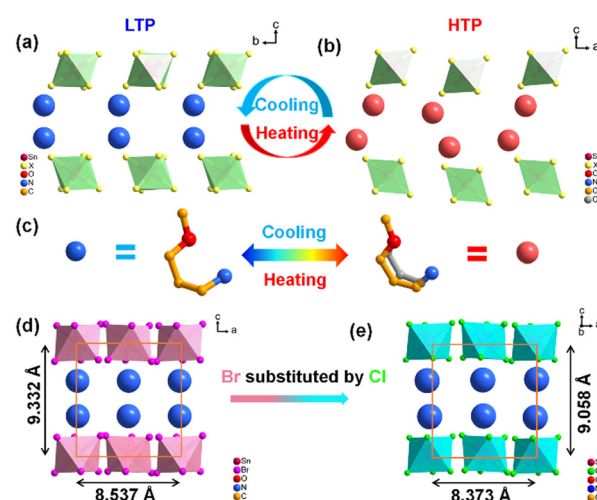 LTP
HTP
(a)
b
c
(b)
c
a
Cooling
Heating
Sn
X
O
N
C
X
O
N
(c)
=
Cooling
Heating
=
(d)
c
a
(e)
c
b
a
9.332 Å
Br substituted by Cl
9.058 Å
Sn
Br
O
N
C
8.537 Å
8.373 Å